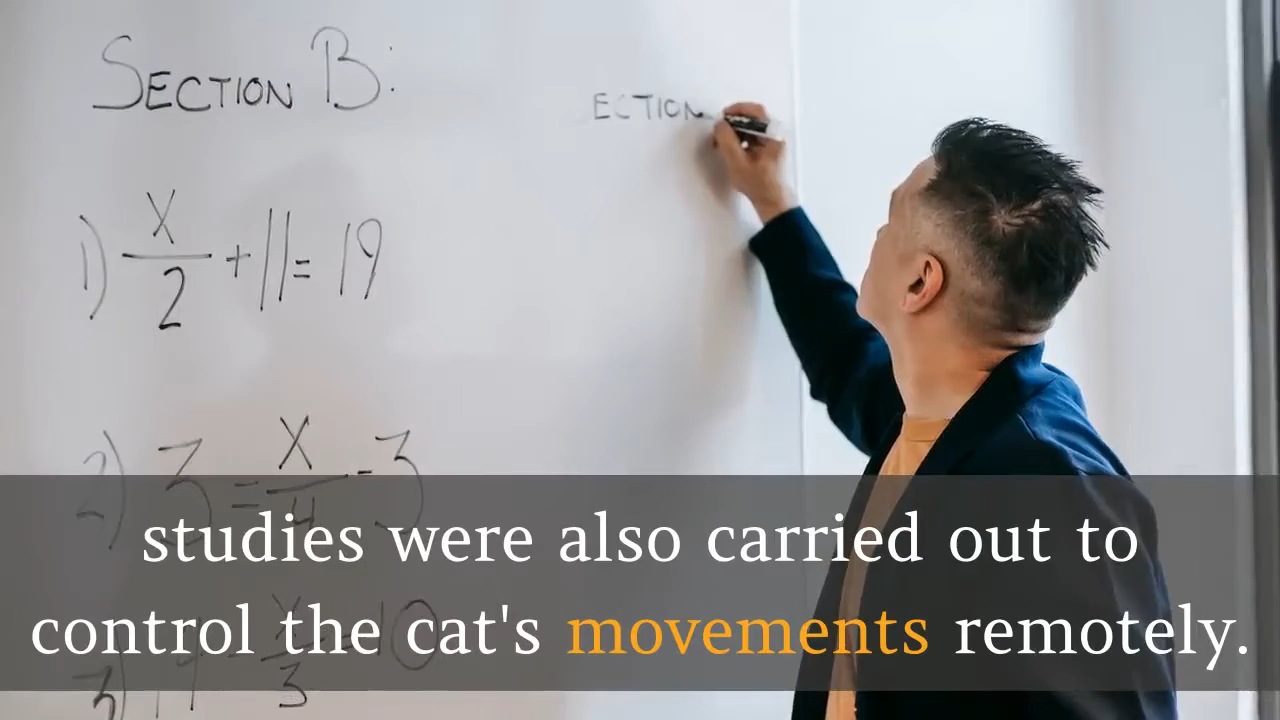 SECTION B:
ECTION
1) X/2 + 11 = 19
2) 3 = X/4 - 3
3)
studies were also carried out to
control the cat's movements remotely.